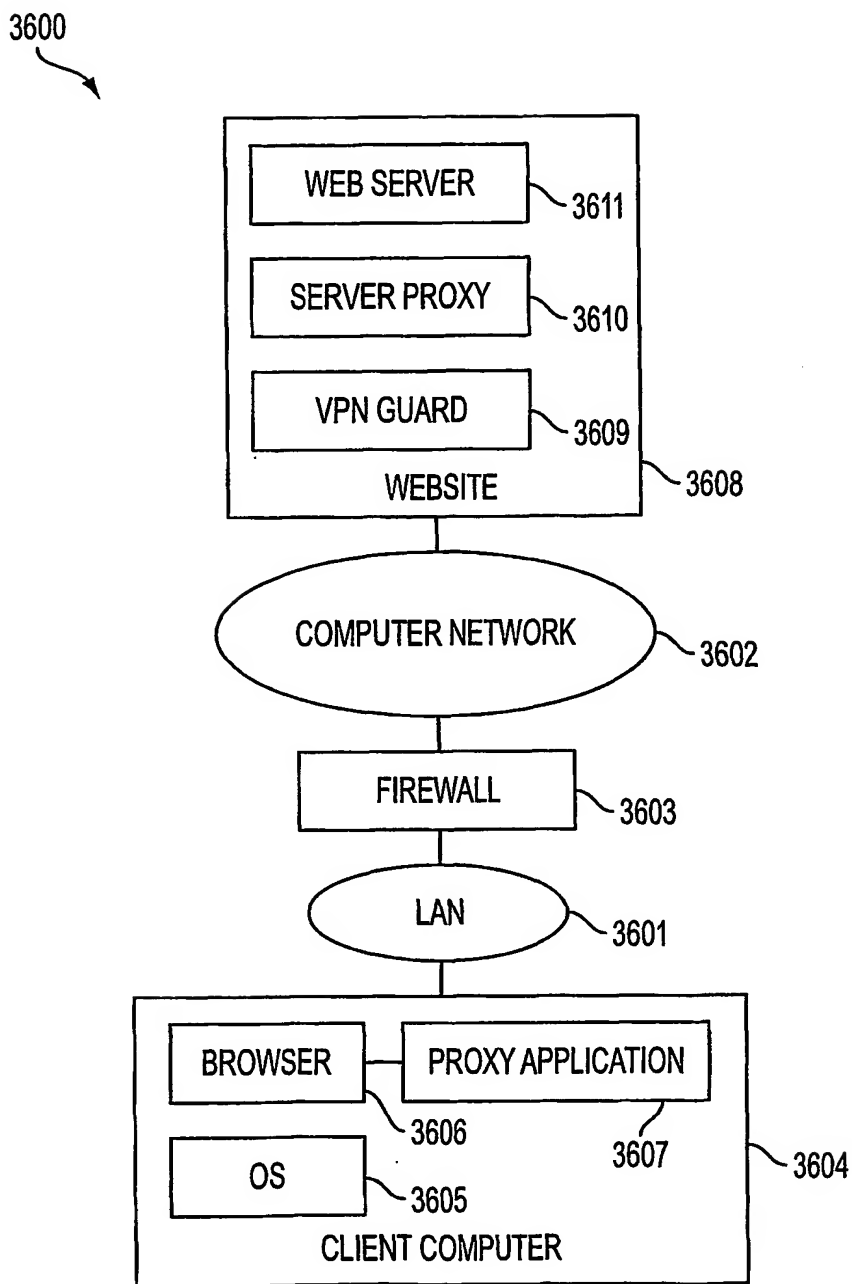 3600
WEB SERVER
3611
SERVER PROXY
3610
VPN GUARD
3609
WEBSITE
3608
COMPUTER NETWORK
3602
FIREWALL
3603
LAN
3601
BROWSER
PROXY APPLICATION
3606
3607
OS
3605
3604
CLIENT COMPUTER